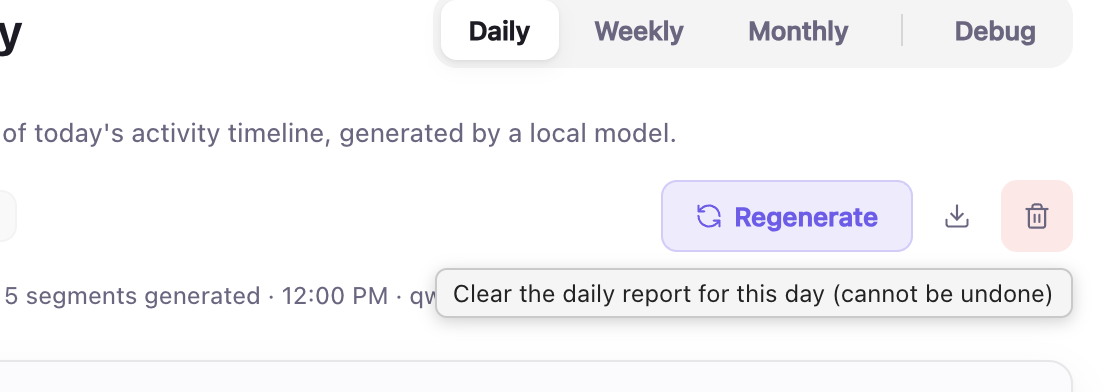 y
Daily Weekly Monthly Debug
of today's activity timeline, generated by a local model.
Regenerate
5 segments generated · 12:00 PM · qw
Clear the daily report for this day (cannot be undone)